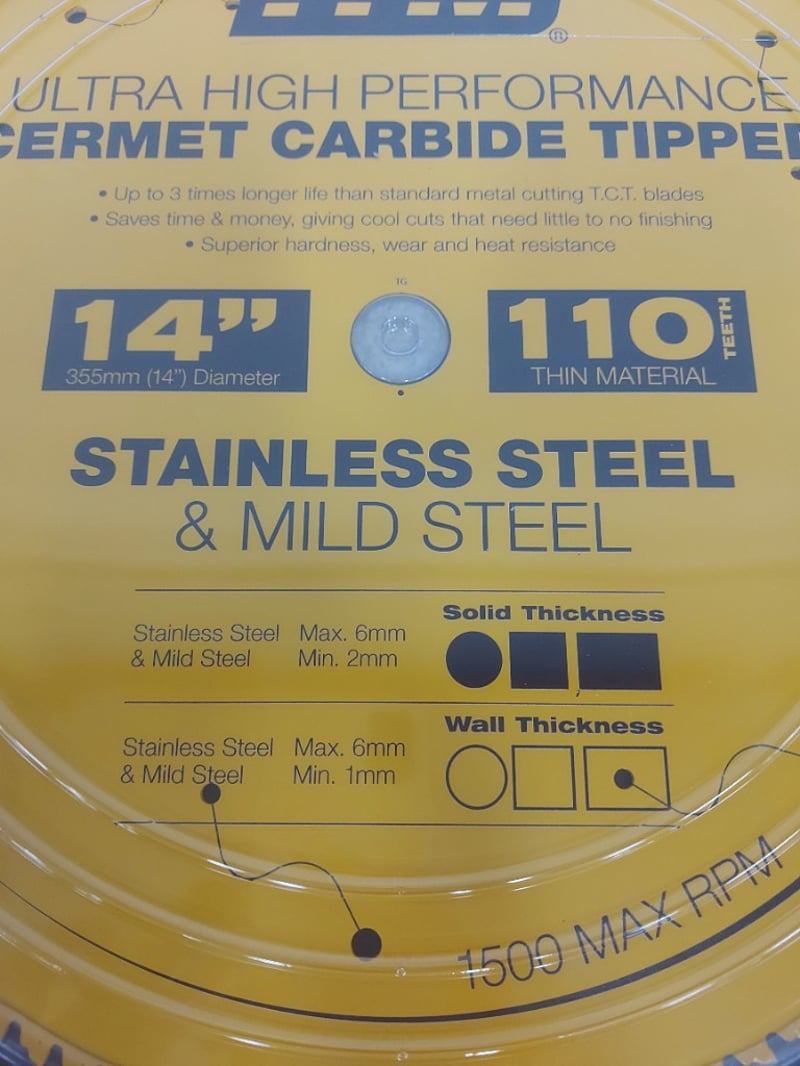 ®
ULTRA HIGH PERFORMANCE
CERMET CARBIDE TIPPED
• Up to 3 times longer life than standard metal cutting T.C.T. blades
• Saves time & money, giving cool cuts that need little to no finishing
• Superior hardness, wear and heat resistance
14”
355mm (14”) Diameter
110 TEETH
THIN MATERIAL
STAINLESS STEEL
& MILD STEEL
Solid Thickness
Stainless Steel Max. 6mm
& Mild Steel Min. 2mm
Wall Thickness
Stainless Steel Max. 6mm
& Mild Steel Min. 1mm
1500 MAX RPM